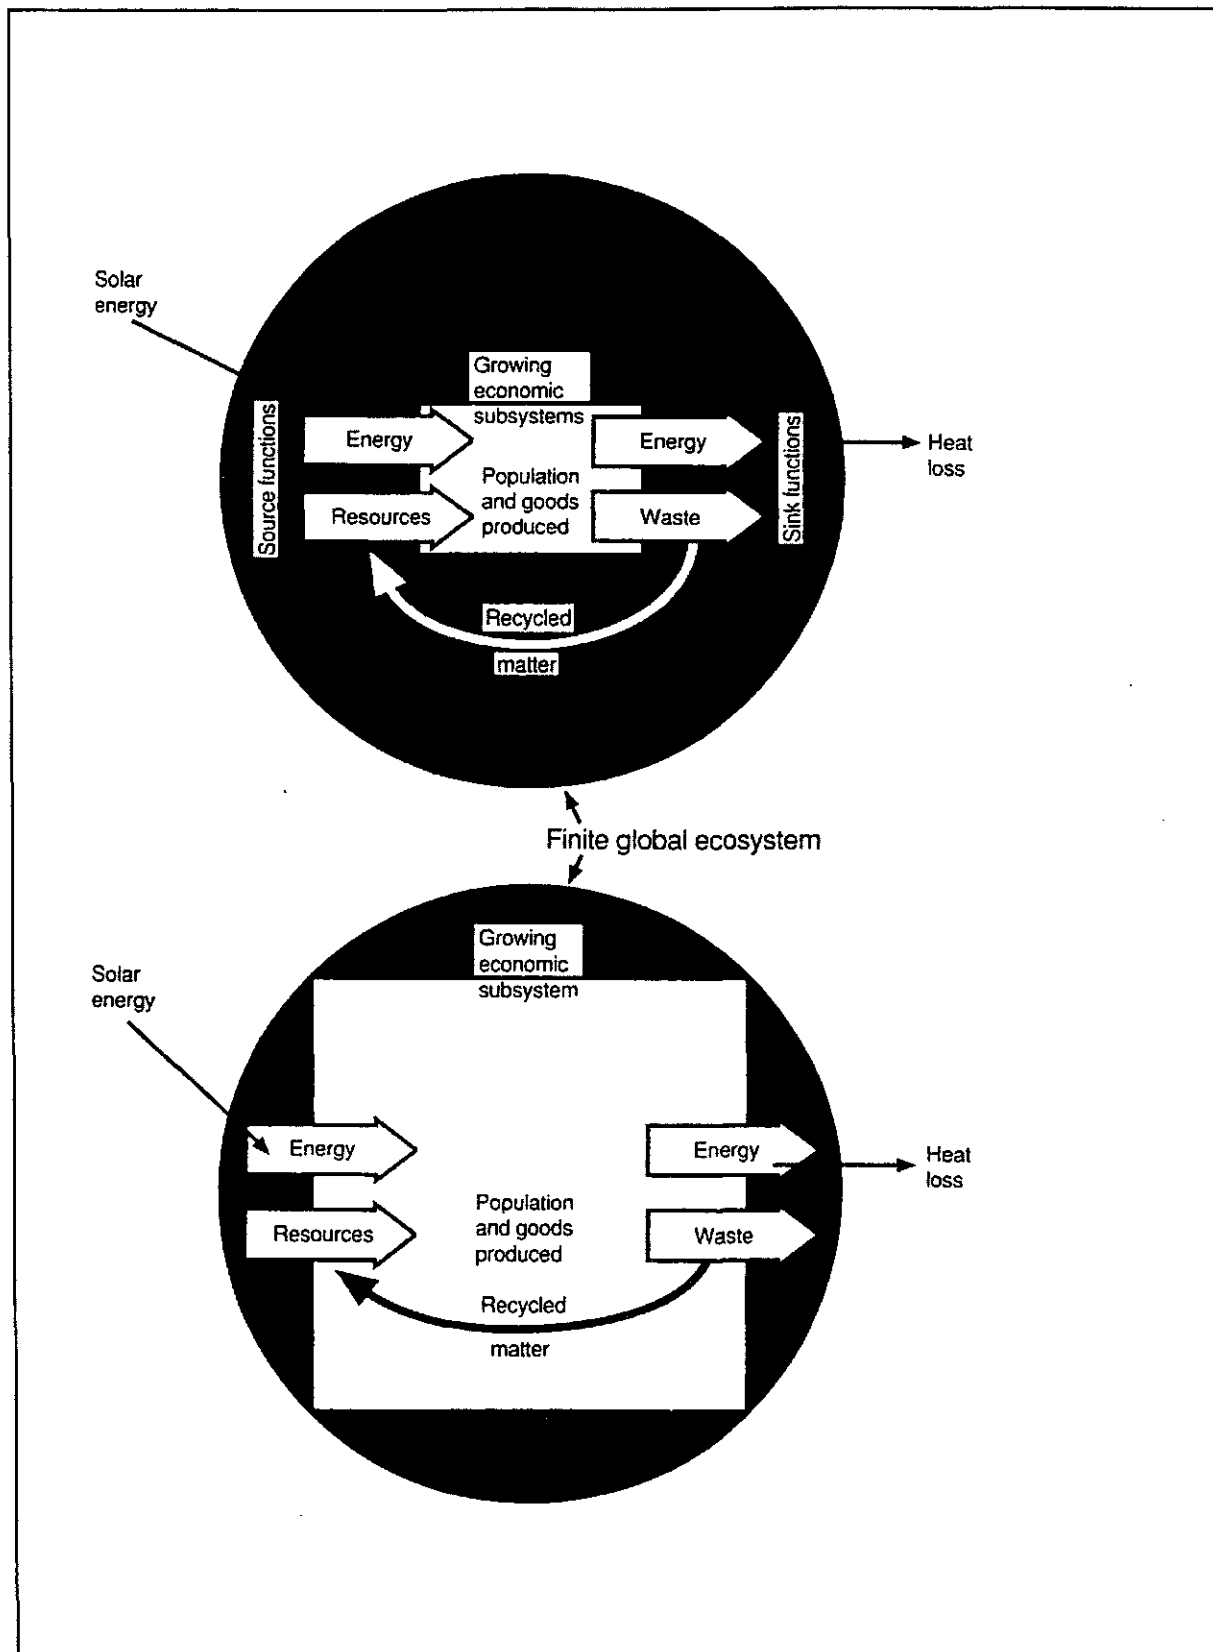 Solar
energy
Growing
economic
subsystems
Source functions
Energy
Energy
Heat
loss
Population
and goods
produced
Resources
Waste
Sink functions
Recycled
matter
Finite global ecosystem
Growing
economic
subsystem
Solar
energy
Energy
Energy
Heat
loss
Resources
Population
and goods
produced
Waste
Recycled
matter